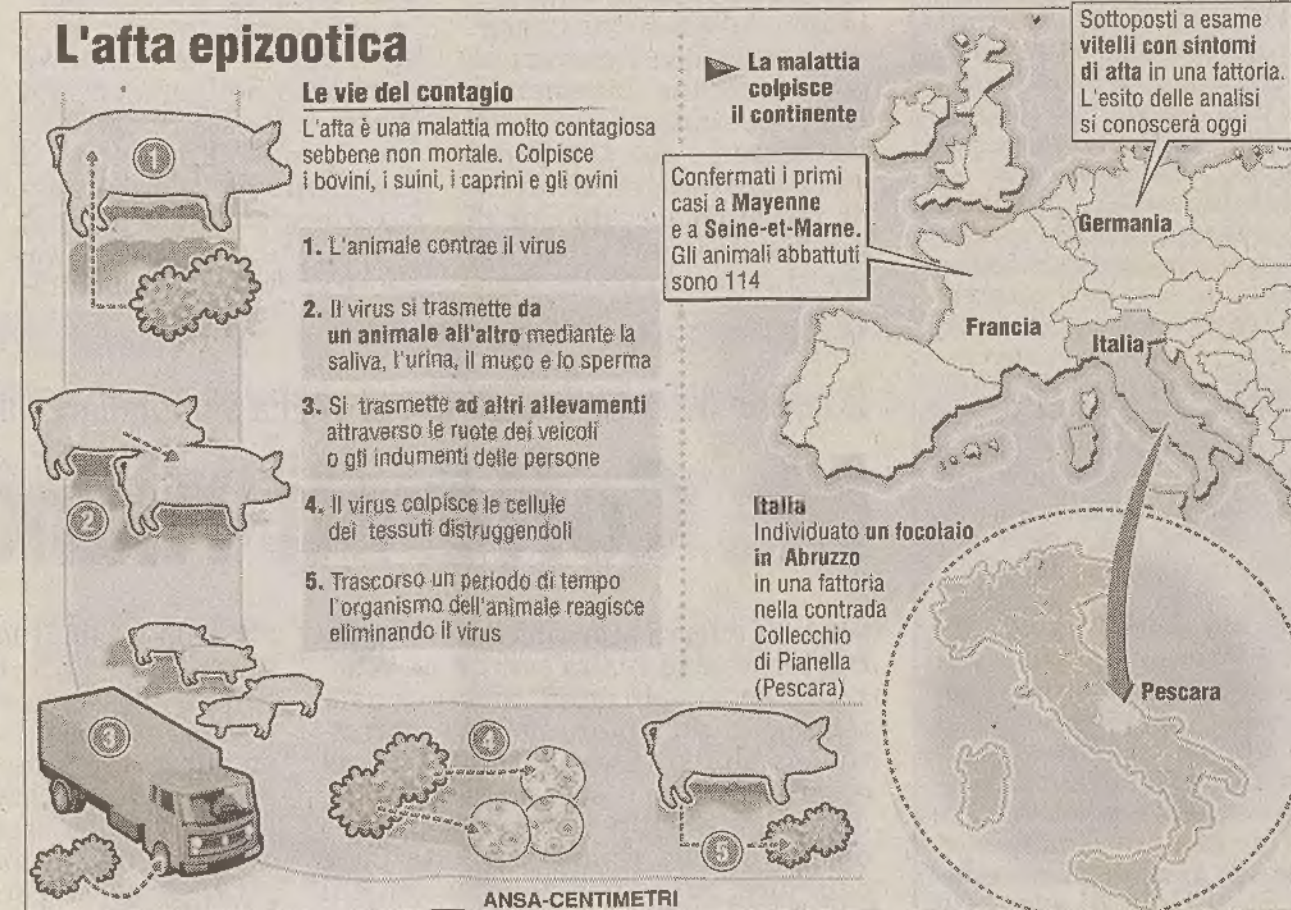 L'afta epizootica
Le vie del contagio
L'afta è una malattia molto contagiosa
sebbene non mortale. Colpisce
i bovini, i suini, i caprini e gli ovini
1. L'animale contrae il virus
2. Il virus si trasmette da
un animale all'altro mediante la
saliva, l'urina, il muco e lo sperma
3. Si trasmette ad altri allevamenti
attraverso le ruote dei veicoli
o gli indumenti delle persone
4. Il virus colpisce le cellule
dei tessuti distruggendoli
5. Trascorso un periodo di tempo
l'organismo dell'animale reagisce
eliminando il virus
1
2
3
4
5
La malattia
colpisce
il continente
Sottoposti a esame
vitelli con sintomi
di afta in una fattoria.
L'esito delle analisi
si conoscerà oggi
Confermati i primi
casi a Mayenne
e a Seine-et-Marne.
Gli animali abbattuti
sono 114
Germania
Francia
Italia
Italia
Individuato un focolaio
in Abruzzo
in una fattoria
nella contrada
Collecchio
di Pianella
(Pescara)
Pescara
ANSA-CENTIMETRI